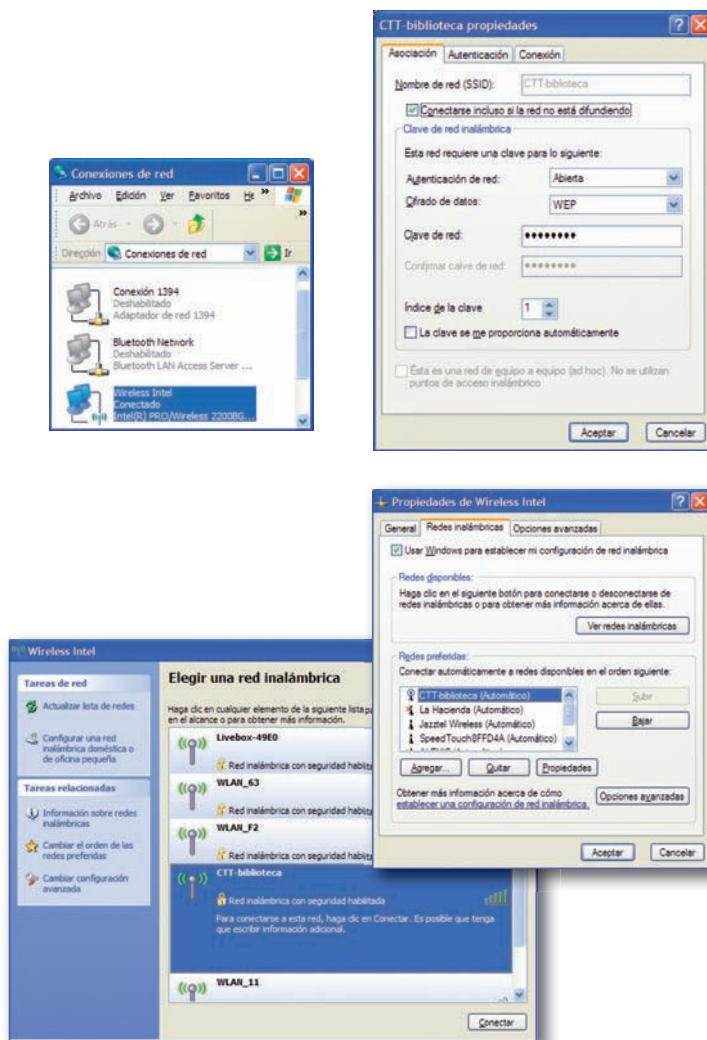 CTT-biblioteca propiedades
Asociación Autenticación Conexión
Nombre de red (SSID): CTT-biblioteca
Conectarse incluso si la red no está difundiendo
Clave de red inalámbrica
Esta red requiere una clave para lo siguiente:
Autenticación de red: Abierta
Cifrado de datos: WEP
Clave de red: ••••••••
Confirmar calve de red: ••••••••
Índice de la clave 1
La clave se me proporciona automáticamente
Ésta es una red de equipo a equipo (ad hoc). No se utilizan
puntos de acceso inalámbrico
Aceptar Cancelar
Conexiones de red
Archivo Edición Ver Favoritos He »
Atrás »
Dirección Conexiones de red Ir
Conexión 1394
Deshabilitado
Adaptador de red 1394
Bluetooth Network
Deshabilitado
Bluetooth LAN Access Server ...
Wireless Intel
Conectado
Intel(R) PRO/Wireless 2200BG...
Propiedades de Wireless Intel
General Redes inalámbricas Opciones avanzadas
Usar Windows para establecer mi configuración de red inalámbrica
Redes disponibles:
Haga clic en el siguiente botón para conectarse o desconectarse de
redes inalámbricas o para obtener más información acerca de ellas.
Ver redes inalámbricas
Redes preferidas:
Conectar automáticamente a redes disponibles en el orden siguiente:
CTT-biblioteca (Automático)
La Hacienda (Automático)
Jazztel Wireless (Automático)
SpeedTouch8FFD4A (Automático)
Subir
Bajar
Agregar... Quitar Propiedades
Obtener más información acerca de cómo
establecer una configuración de red inalámbrica.
Opciones avanzadas
Aceptar Cancelar
Wireless Intel
Tareas de red
Actualizar lista de redes
Configurar una red
inalámbrica doméstica o
de oficina pequeña
Tareas relacionadas
Información sobre redes
inalámbricas
Cambiar el orden de las
redes preferidas
Cambiar configuración
avanzada
Elegir una red inalámbrica
Haga clic en cualquier elemento de la siguiente lista
en el alcance o para obtener más información.
Livebox-49E0
Red inalámbrica con seguridad
WLAN_63
Red inalámbrica con seguridad
WLAN_F2
Red inalámbrica con seguridad
CTT-biblioteca
Red inalámbrica con seguridad habilitada
Para conectarse a esta red, haga clic en Conectar. Es posible que tenga
que escribir información adicional.
WLAN_11
Conectar